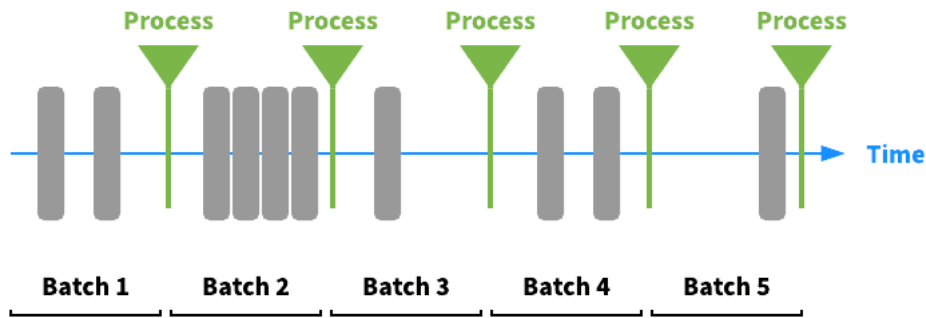 Process Process Process Process Process
Time
Batch 1 Batch 2 Batch 3 Batch 4 Batch 5